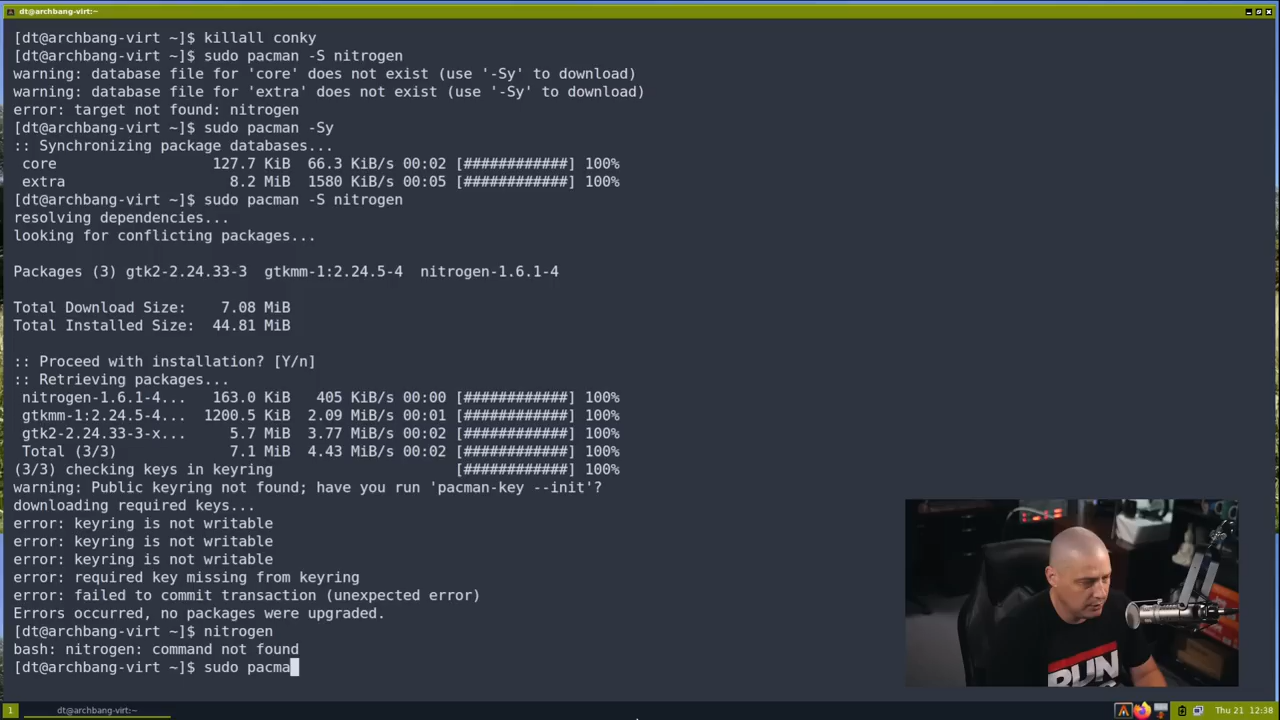 dt@archbang-virt:~
[dt@archbang-virt ~]$ killall conky
[dt@archbang-virt ~]$ sudo pacman -S nitrogen
warning: database file for 'core' does not exist (use '-Sy' to download)
warning: database file for 'extra' does not exist (use '-Sy' to download)
error: target not found: nitrogen
[dt@archbang-virt ~]$ sudo pacman -Sy
:: Synchronizing package databases...
core 127.7 KiB 66.3 KiB/s 00:02 [############] 100%
extra 8.2 MiB 1580 KiB/s 00:05 [############] 100%
[dt@archbang-virt ~]$ sudo pacman -S nitrogen
resolving dependencies...
looking for conflicting packages...
Packages (3) gtk2-2.24.33-3 gtkmm-1:2.24.5-4 nitrogen-1.6.1-4
Total Download Size: 7.08 MiB
Total Installed Size: 44.81 MiB
:: Proceed with installation? [Y/n]
:: Retrieving packages...
nitrogen-1.6.1-4... 163.0 KiB 405 KiB/s 00:00 [############] 100%
gtkmm-1:2.24.5-4... 1200.5 KiB 2.09 MiB/s 00:01 [############] 100%
gtk2-2.24.33-3-x... 5.7 MiB 3.77 MiB/s 00:02 [############] 100%
Total (3/3) 7.1 MiB 4.43 MiB/s 00:02 [############] 100%
(3/3) checking keys in keyring [############] 100%
warning: Public keyring not found; have you run 'pacman-key --init'?
downloading required keys...
error: keyring is not writable
error: keyring is not writable
error: keyring is not writable
error: required key missing from keyring
error: failed to commit transaction (unexpected error)
Errors occurred, no packages were upgraded.
[dt@archbang-virt ~]$ nitrogen
bash: nitrogen: command not found
[dt@archbang-virt ~]$ sudo pacma
RUN
1 dt@archbang-virt:~ Thu 21 12:38